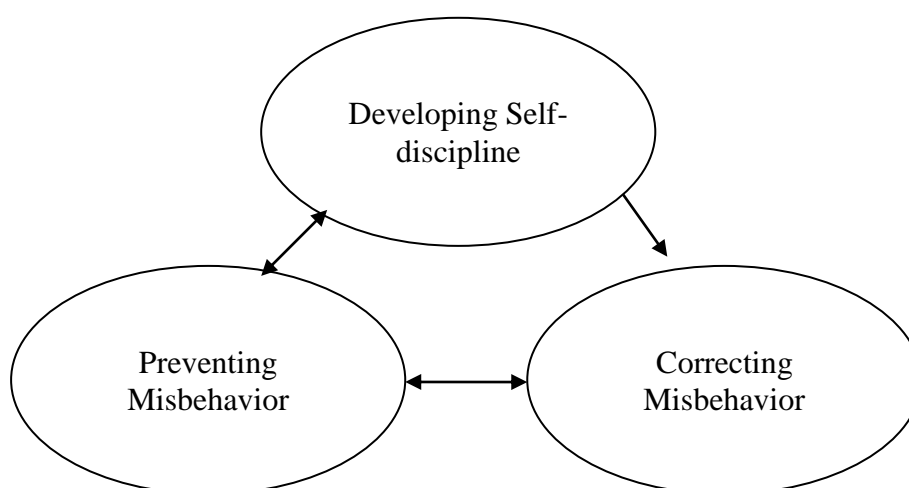 Developing Self-
discipline
Preventing
Misbehavior
Correcting
Misbehavior